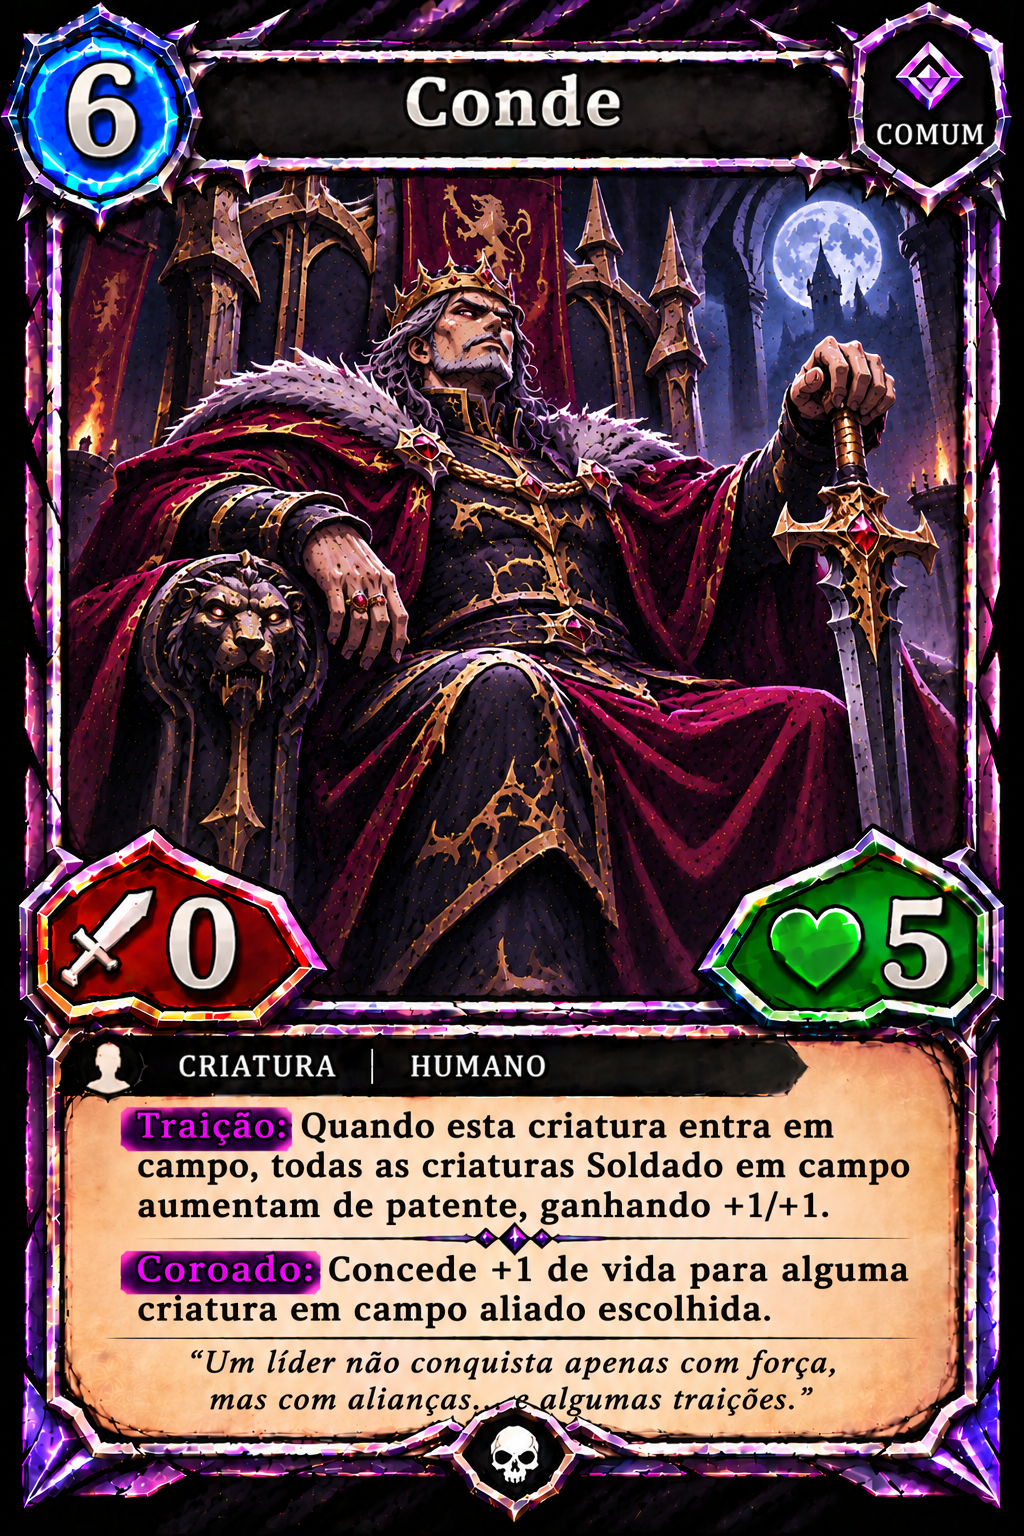 6
Conde
COMUM
0
5
CRIATURA | HUMANO
Traição: Quando esta criatura entra em
campo, todas as criaturas Soldado em campo
aumentam de patente, ganhando +1/+1.
Coroado: Concede +1 de vida para alguma
criatura em campo aliado escolhida.
“Um líder não conquista apenas com força,
mas com alianças... e algumas traições.”